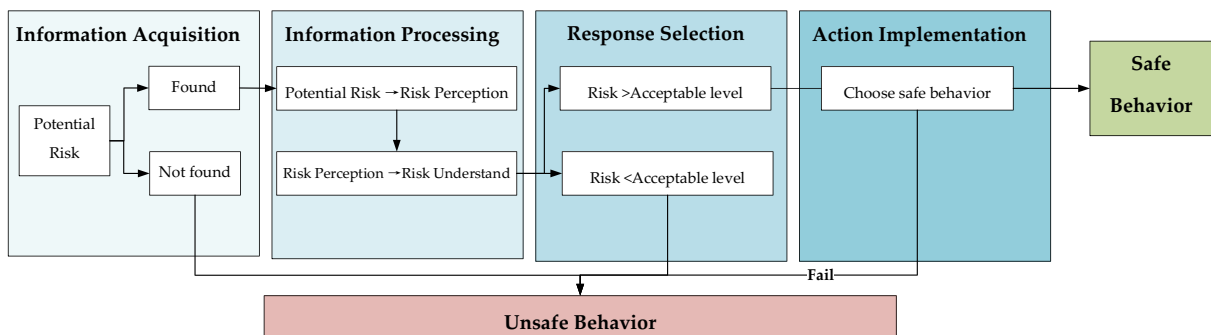 Information Acquisition
Information Processing
Response Selection
Action Implementation
Found
Potential Risk → Risk Perception
Risk >Acceptable level
Choose safe behavior
Safe
Behavior
Potential
Risk
Not found
Risk Perception → Risk Understand
Risk <Acceptable level
Fail
Unsafe Behavior